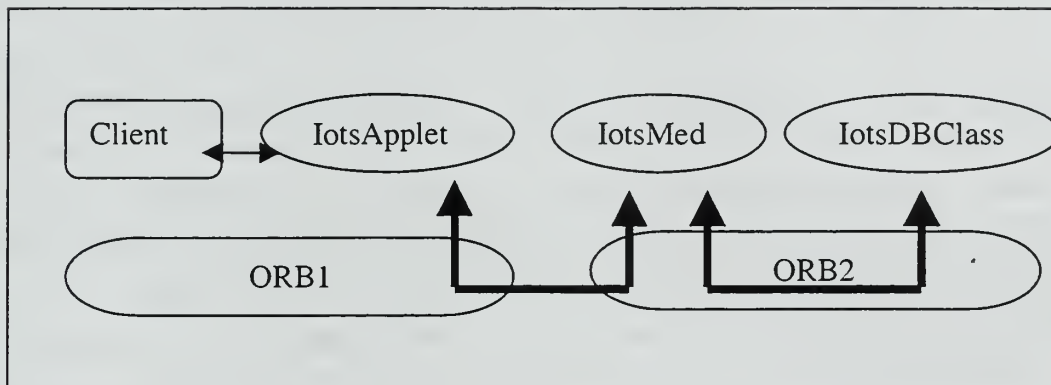 Client
IotsApplet
IotsMed
IotsDBClass
ORB1
ORB2